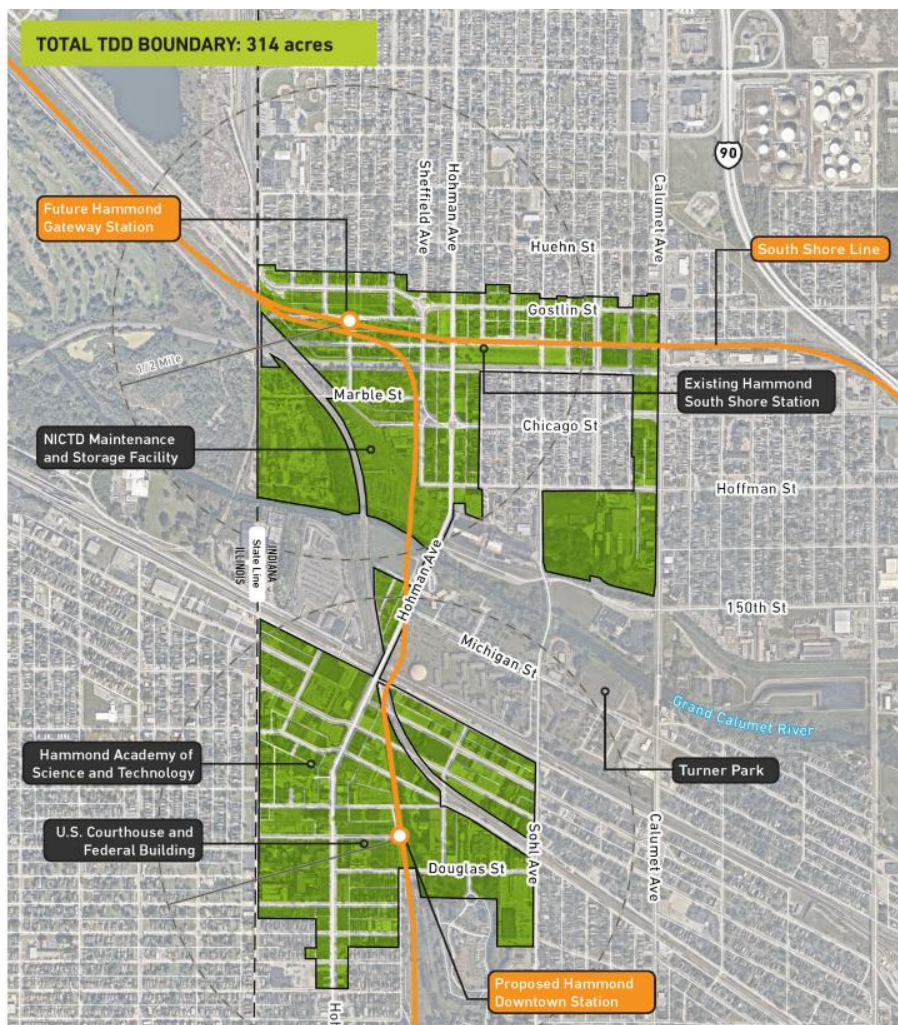 TOTAL TDD BOUNDARY: 314 acres
90
Sheffield Ave
Hohman Ave
Calumet Ave
Future Hammond
Gateway Station
Huehn St
South Shore Line
Gostlin St
1/2 Mile
Marble St
Existing Hammond
South Shore Station
Chicago St
NICTD Maintenance
and Storage Facility
Hoffman St
ILLINOIS
State Line
INDIANA
Hohman Ave
150th St
Michigan St
Grand Calumet River
Hammond Academy of
Science and Technology
Turner Park
U.S. Courthouse and
Federal Building
Sohl Ave
Calumet Ave
Douglas St
Proposed Hammond
Downtown Station
Hoh